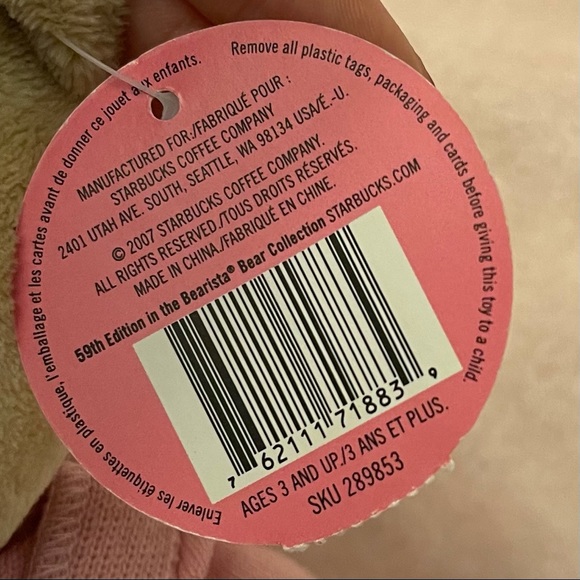 Remove all plastic tags, packaging and cards before giving this toy to a child.
Enlever les étiquettes en plastique, l'emballage et les cartes avant de donner ce jouet aux enfants.
MANUFACTURED FOR:/FABRIQUÉ POUR :
STARBUCKS COFFEE COMPANY
2401 UTAH AVE. SOUTH, SEATTLE, WA 98134 USA/É.-U.
© 2007 STARBUCKS COFFEE COMPANY.
ALL RIGHTS RESERVED./TOUS DROITS RÉSERVÉS.
MADE IN CHINA./FABRIQUÉ EN CHINE.
59th Edition in the Bearista® Bear Collection STARBUCKS.COM
7 62111 71883 9
AGES 3 AND UP./3 ANS ET PLUS.
SKU 289853